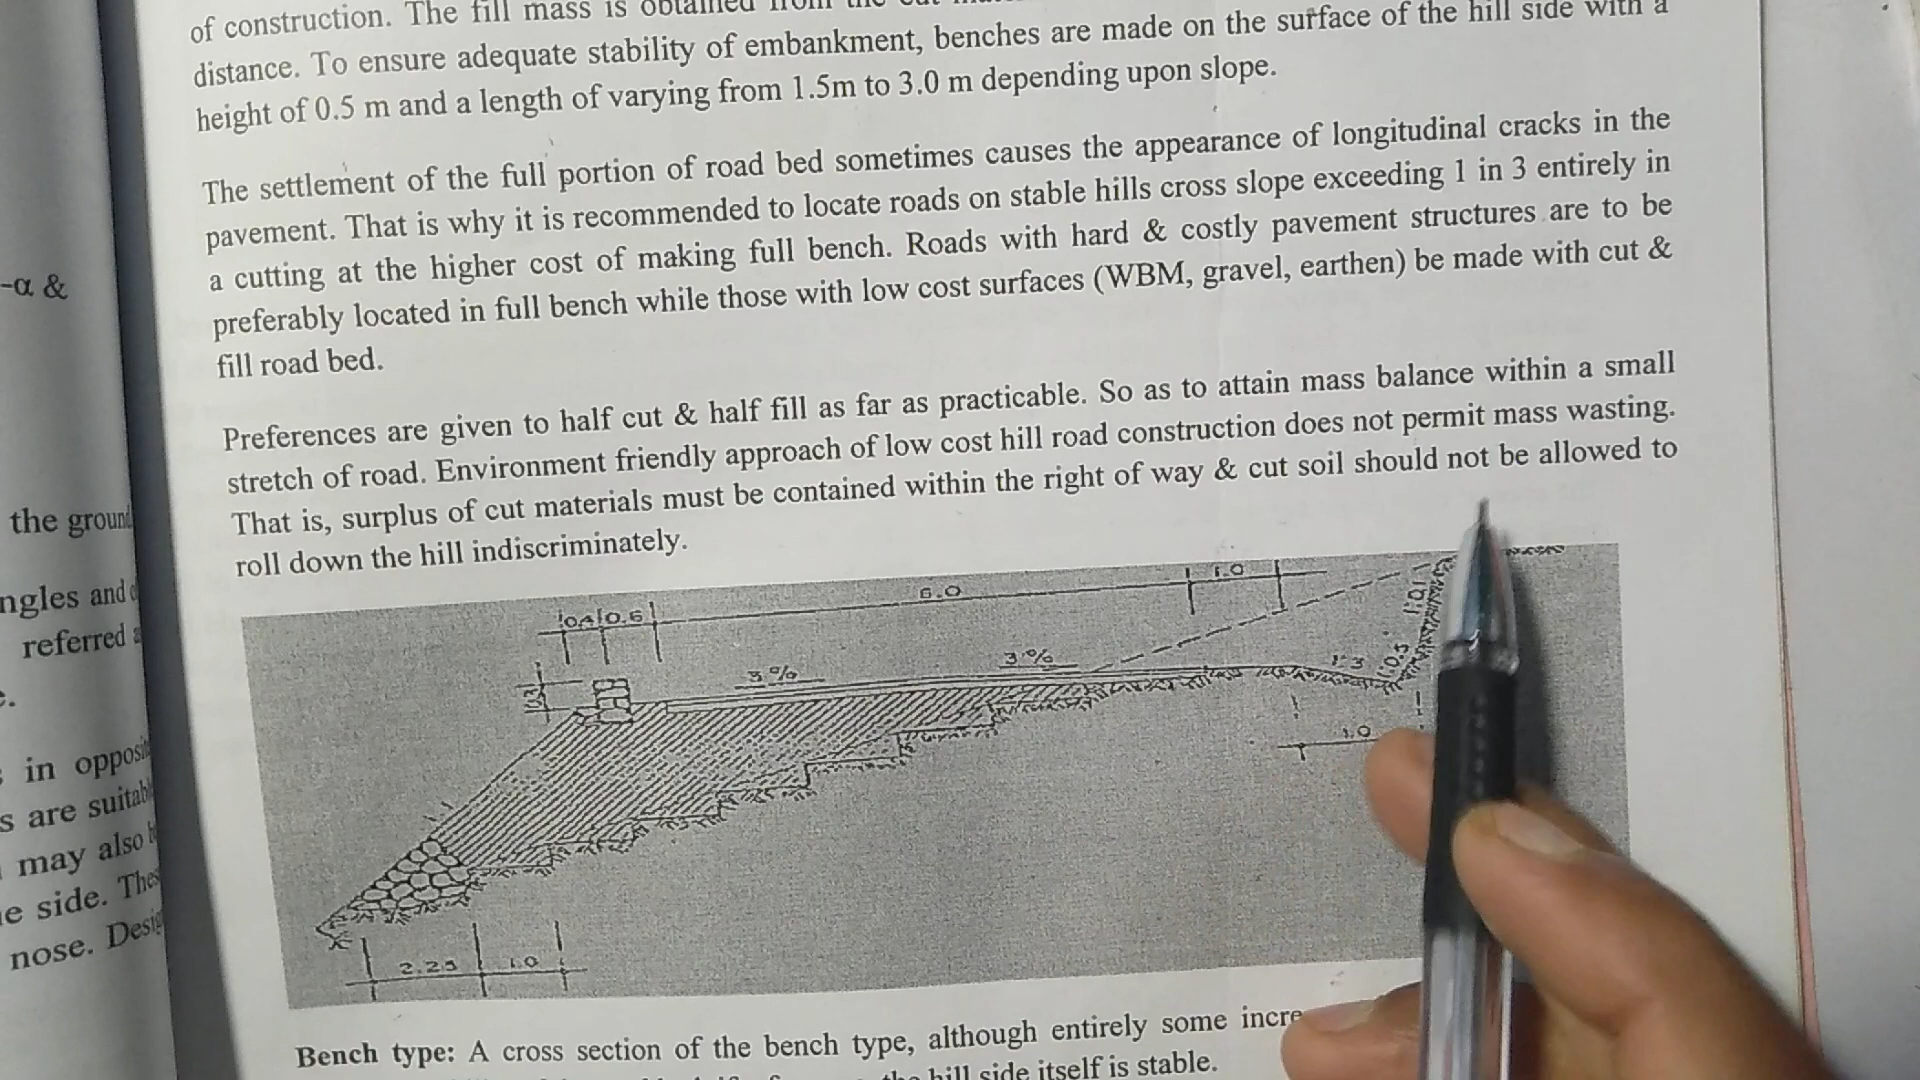 of construction. The fill mass is obtained from the cut
distance. To ensure adequate stability of embankment, benches are made on the surface of the hill side with a
height of 0.5 m and a length of varying from 1.5m to 3.0 m depending upon slope.
The settlement of the full portion of road bed sometimes causes the appearance of longitudinal cracks in the
pavement. That is why it is recommended to locate roads on stable hills cross slope exceeding 1 in 3 entirely in
a cutting at the higher cost of making full bench. Roads with hard & costly pavement structures are to be
preferably located in full bench while those with low cost surfaces (WBM, gravel, earthen) be made with cut &
fill road bed.
Preferences are given to half cut & half fill as far as practicable. So as to attain mass balance within a small
stretch of road. Environment friendly approach of low cost hill road construction does not permit mass wasting.
That is, surplus of cut materials must be contained within the right of way & cut soil should not be allowed to
roll down the hill indiscriminately.
0.4 0.6 6.0 1.0
1:0.1
3% 3% 1:3 1:0.5
1.0
2.25 1.0
Bench type: A cross section of the bench type, although entirely some incre
hill side itself is stable.
-α &
the ground
ngles and
referred
in opposi
s are suitabl
may also
e side. Thes
nose. Desig